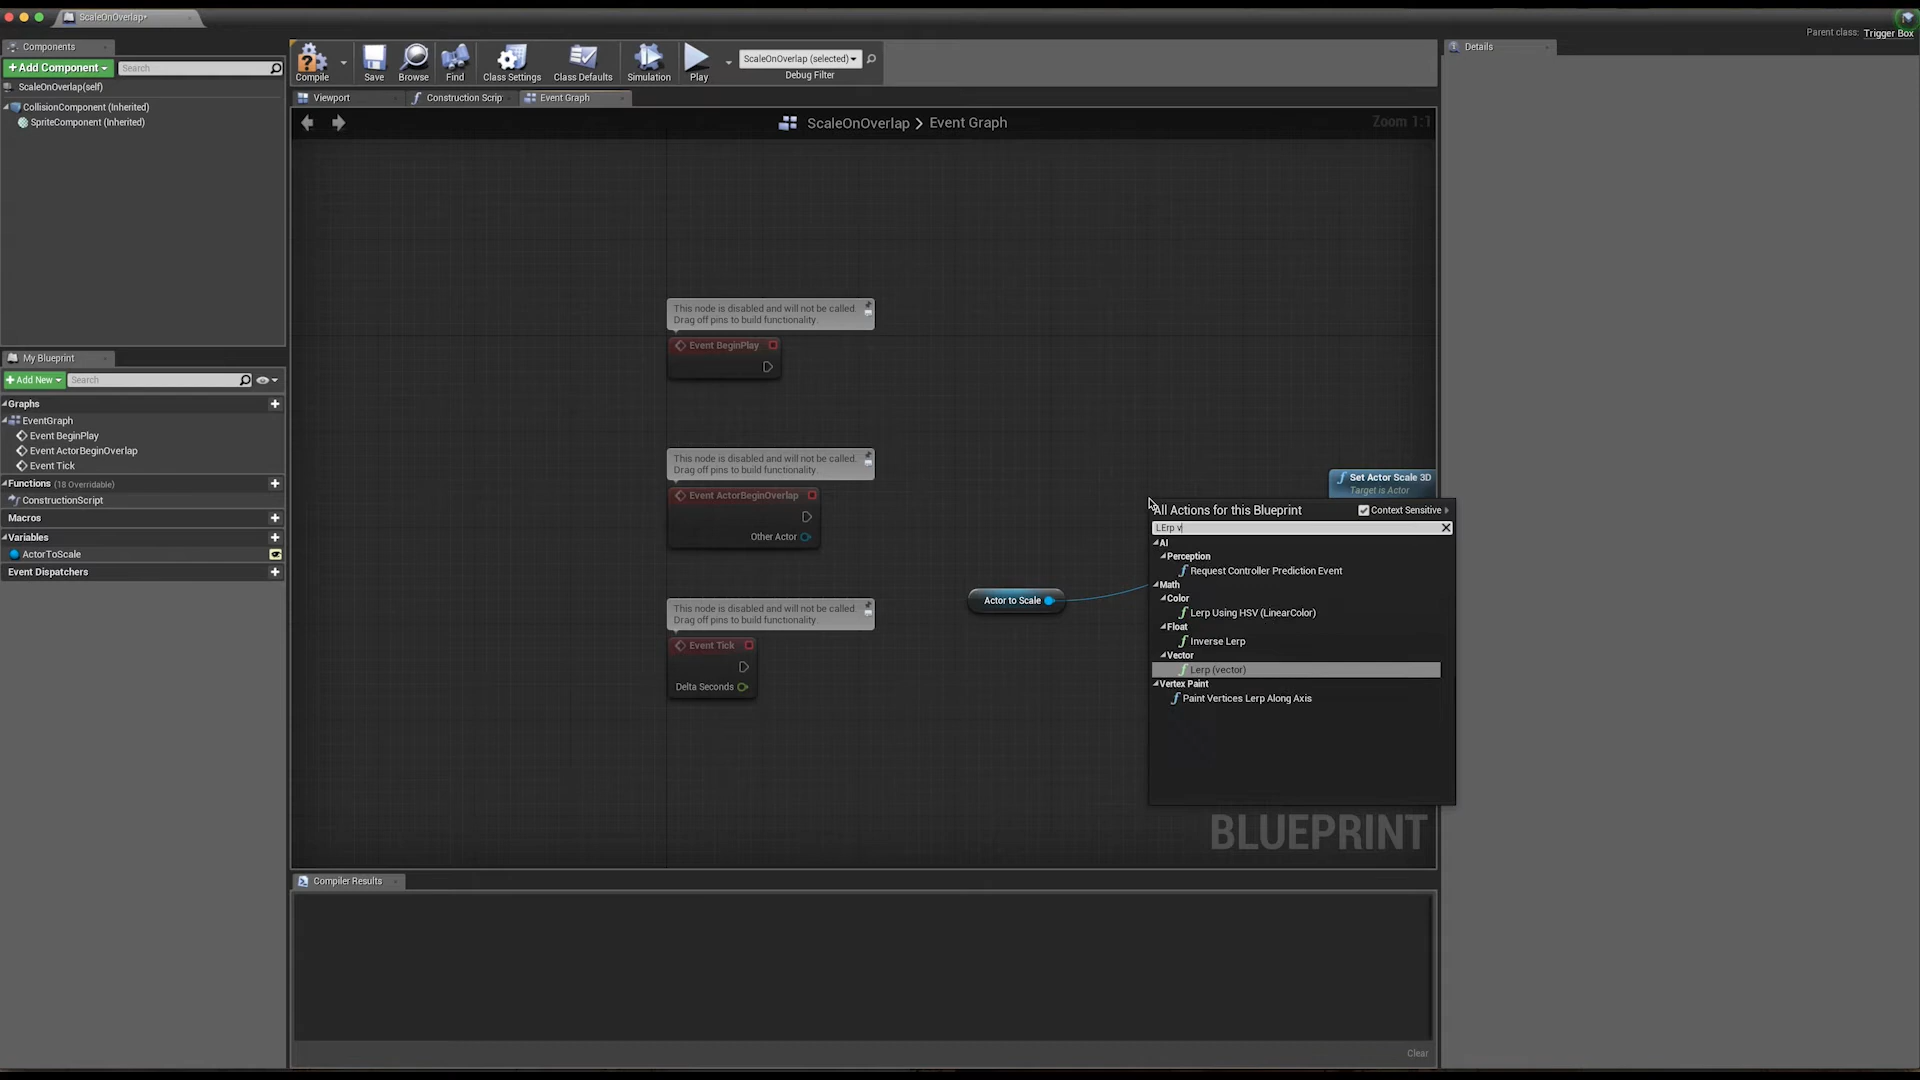 ScaleOnOverlap*
Parent class: Trigger Box
Components
+Add Component
Search
ScaleOnOverlap(self)
CollisionComponent (Inherited)
SpriteComponent (Inherited)
Compile
Save
Browse
Find
Class Settings
Class Defaults
Simulation
Play
ScaleOnOverlap (selected)
Debug Filter
Details
Viewport
Construction Scrip
Event Graph
ScaleOnOverlap > Event Graph
Zoom 1:1
This node is disabled and will not be called.
Drag off pins to build functionality.
Event BeginPlay
This node is disabled and will not be called.
Drag off pins to build functionality.
Event ActorBeginOverlap
Other Actor
This node is disabled and will not be called.
Drag off pins to build functionality.
Event Tick
Delta Seconds
Actor to Scale
Set Actor Scale 3D
Target is Actor
All Actions for this Blueprint
Context Sensitive
LErp v
AI
Perception
Request Controller Prediction Event
Math
Color
Lerp Using HSV (LinearColor)
Float
Inverse Lerp
Vector
Lerp (vector)
Vertex Paint
Paint Vertices Lerp Along Axis
BLUEPRINT
My Blueprint
+Add New
Search
Graphs
EventGraph
Event BeginPlay
Event ActorBeginOverlap
Event Tick
Functions (18 Overridable)
ConstructionScript
Macros
Variables
ActorToScale
Event Dispatchers
Compiler Results
Clear